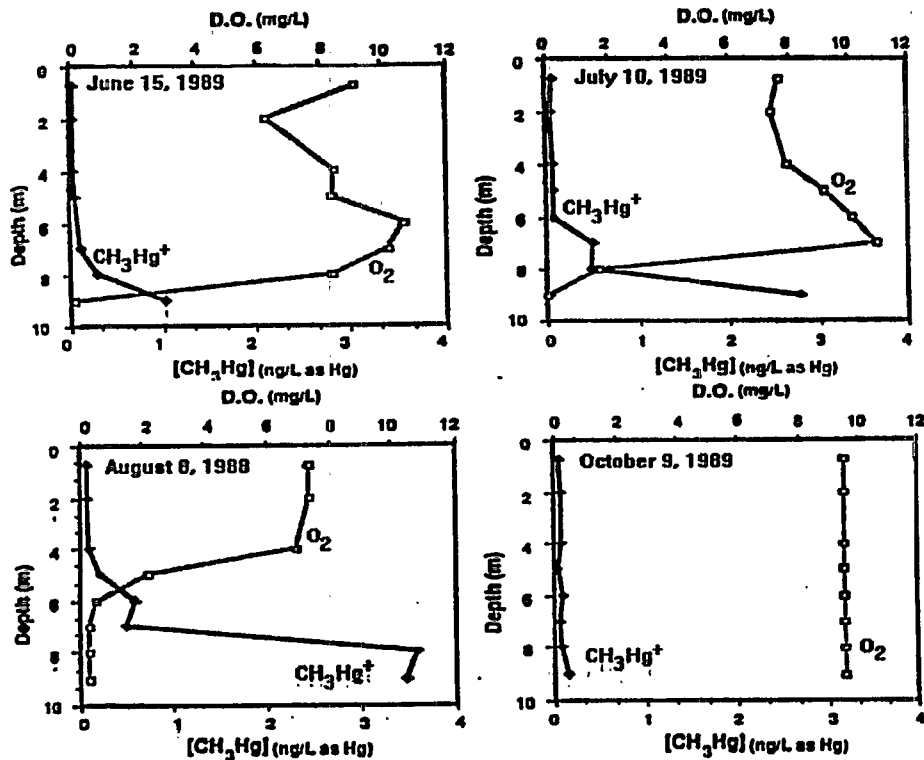 D.O. (mg/L)
0 2 4 6 8 10 12
June 15, 1989
0
2
4
6
8
10
Depth (m)
CH3Hg+
O2
0 1 2 3 4
[CH3Hg] (ng/L as Hg)
D.O. (mg/L)
0 2 4 6 8 10 12
July 10, 1989
0
2
4
6
8
10
Depth (m)
O2
CH3Hg+
0 1 2 3 4
[CH3Hg] (ng/L as Hg)
D.O. (mg/L)
0 2 4 6 8 10 12
August 8, 1988
0
2
4
6
8
10
Depth (m)
O2
CH3Hg+
0 1 2 3 4
[CH3Hg] (ng/L as Hg)
D.O. (mg/L)
0 2 4 6 8 10 12
October 9, 1989
0
2
4
6
8
10
Depth (m)
CH3Hg+
O2
0 1 2 3 4
[CH3Hg] (ng/L as Hg)